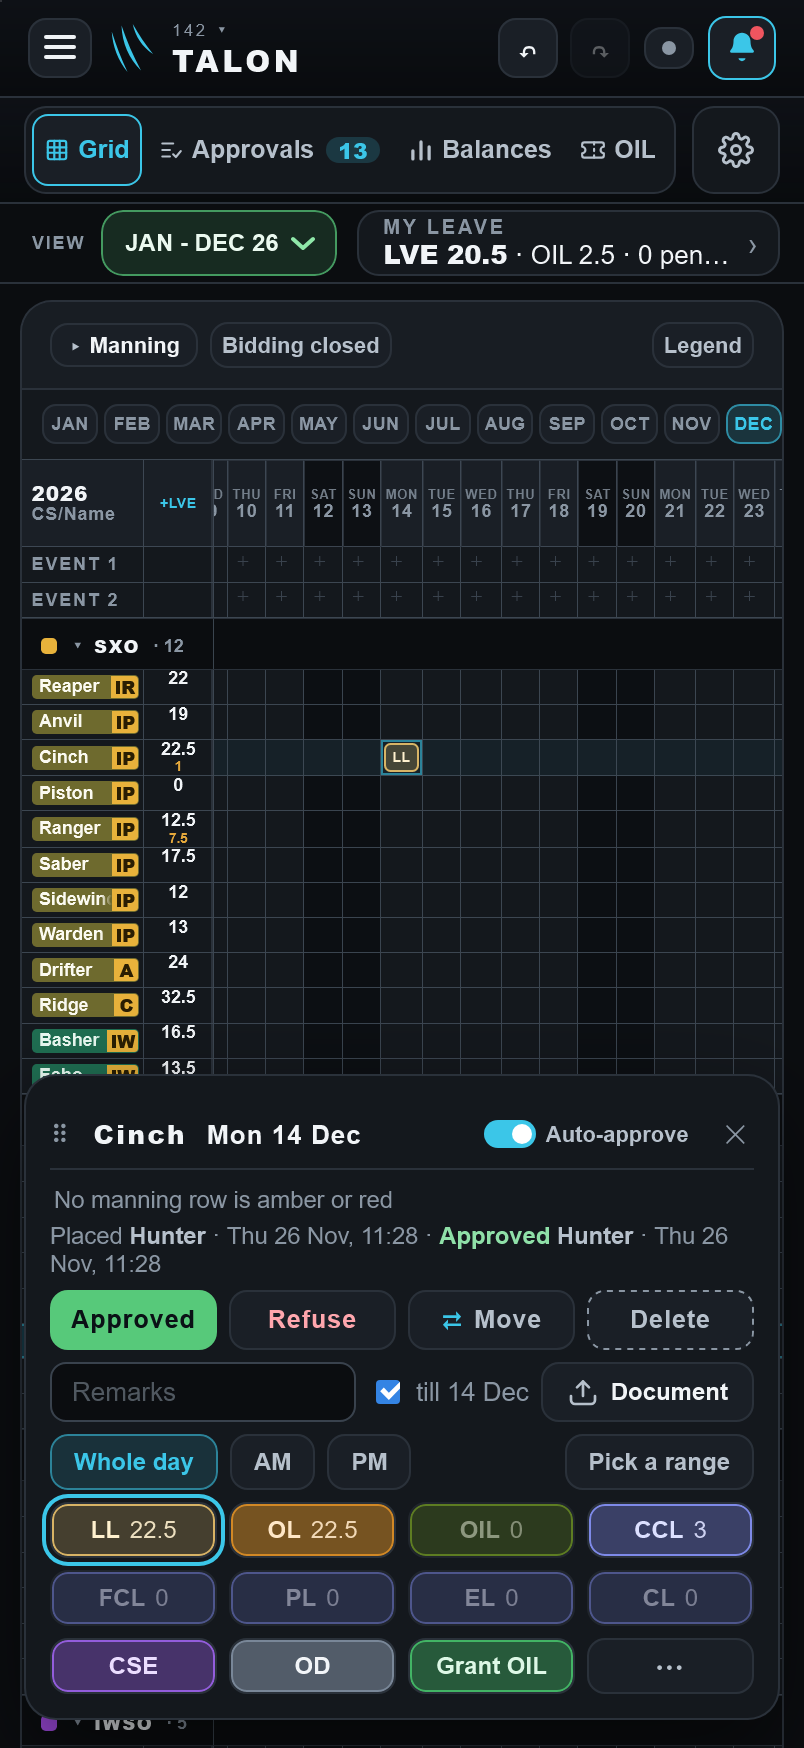 142 ▾
TALON
Grid Approvals 13 Balances OIL
VIEW JAN - DEC 26
MY LEAVE
LVE 20.5 · OIL 2.5 · 0 pen… ›
▸ Manning Bidding closed Legend
JAN FEB MAR APR MAY JUN JUL AUG SEP OCT NOV DEC
2026
CS/Name
+LVE
THU 10 FRI 11 SAT 12 SUN 13 MON 14 TUE 15 WED 16 THU 17 FRI 18 SAT 19 SUN 20 MON 21 TUE 22 WED 23
EVENT 1 + + + + + + + + + + + + + +
EVENT 2 + + + + + + + + + + + + + +
▾ sxo · 12
Reaper IR 22
Anvil IP 19
Cinch IP 22.5 LL
1
Piston IP 0
Ranger IP 12.5
7.5
Saber IP 17.5
Sidewin IP 12
Warden IP 13
Drifter A 24
Ridge C 32.5
Basher IW 16.5
Echo IW 13.5
Cinch Mon 14 Dec Auto-approve
No manning row is amber or red
Placed Hunter · Thu 26 Nov, 11:28 · Approved Hunter · Thu 26
Nov, 11:28
Approved Refuse Move Delete
Remarks till 14 Dec Document
Whole day AM PM Pick a range
LL 22.5 OL 22.5 OIL 0 CCL 3
FCL 0 PL 0 EL 0 CL 0
CSE OD Grant OIL ...
▾ iwso · 5